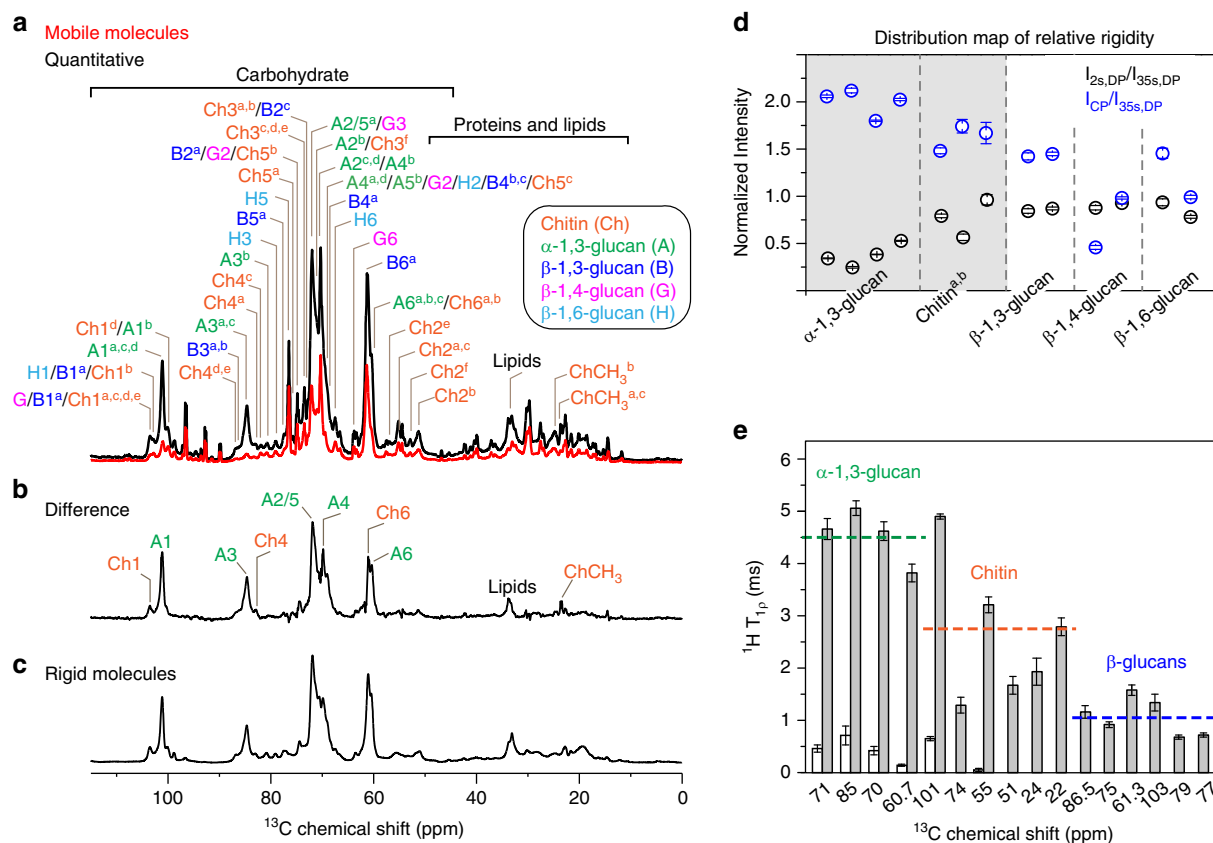 a
Mobile molecules
Quantitative
Carbohydrate
Proteins and lipids
Ch3a,b/B2c
Ch3c,d,e
B2a/G2/Ch5b
Ch5a
H5
B5a
H3
A3b
Ch4c
Ch4a
A3a,c
B3a,b
Ch4d,e
Ch1d/A1b
A1a,c,d
H1/B1a/Ch1b
G/B1a/Ch1a,c,d,e
A2/5a/G3
A2b/Ch3f
A2c,d/A4b
A4a,d/A5b/G2/H2/B4b,c/Ch5c
B4a
H6
G6
B6a
A6a,b,c/Ch6a,b
Ch2e
Ch2a,c
Ch2f
Ch2b
Lipids
ChCH3b
ChCH3a,c
Chitin (Ch)
α-1,3-glucan (A)
β-1,3-glucan (B)
β-1,4-glucan (G)
β-1,6-glucan (H)
b
Difference
Ch1
A1
A3
Ch4
A2/5
A4
Ch6
A6
Lipids
ChCH3
c
Rigid molecules
100 80 60 40 20 0
13C chemical shift (ppm)
d
Distribution map of relative rigidity
I2s,DP/I35s,DP
ICP/I35s,DP
Normalized Intensity
2.0
1.5
1.0
0.5
α-1,3-glucan
Chitina,b
β-1,3-glucan
β-1,4-glucan
β-1,6-glucan
e
α-1,3-glucan
Chitin
β-glucans
1H T1ρ (ms)
6
5
4
3
2
1
0
71 85 70 60.7 101 74 55 51 24 22 86.5 75 61.3 103 79 77
13C chemical shift (ppm)